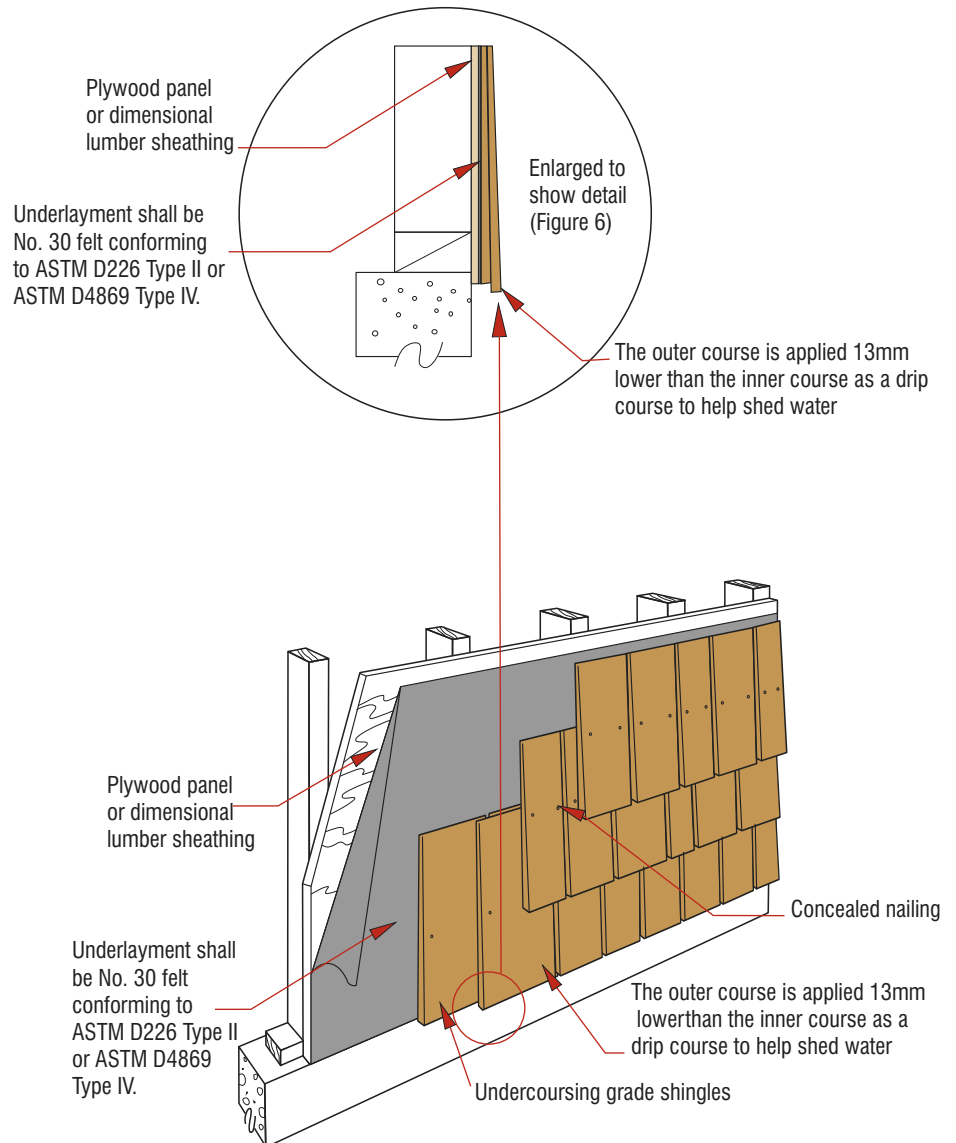 Plywood panel
or dimensional
lumber sheathing
Underlayment shall be
No. 30 felt conforming
to ASTM D226 Type II or
ASTM D4869 Type IV.
Enlarged to
show detail
(Figure 6)
The outer course is applied 13mm
lower than the inner course as a drip
course to help shed water
Plywood panel
or dimensional
lumber sheathing
Concealed nailing
Underlayment shall
be No. 30 felt
conforming to
ASTM D226 Type II
or ASTM D4869
Type IV.
The outer course is applied 13mm
lowerthan the inner course as a
drip course to help shed water
Undercoursing grade shingles